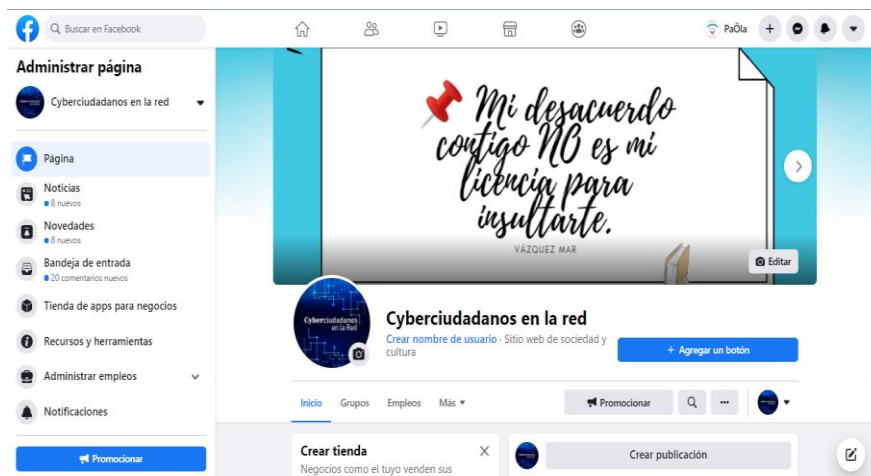 Buscar en Facebook
PaÖla
Administrar página
Cyberciudadanos en la red
Página
Noticias
8 nuevos
Novedades
8 nuevos
Bandeja de entrada
20 comentarios nuevos
Tienda de apps para negocios
Recursos y herramientas
Administrar empleos
Notificaciones
Promocionar
Mi desacuerdo
contigo NO es mi
licencia para
insultarte.
VÁZQUEZ MAR
Editar
Cyberciudadanos
en la Red
Cyberciudadanos en la red
Crear nombre de usuario · Sitio web de sociedad y
cultura
+ Agregar un botón
Inicio Grupos Empleos Más
Promocionar
Crear tienda
Negocios como el tuyo venden sus
Crear publicación